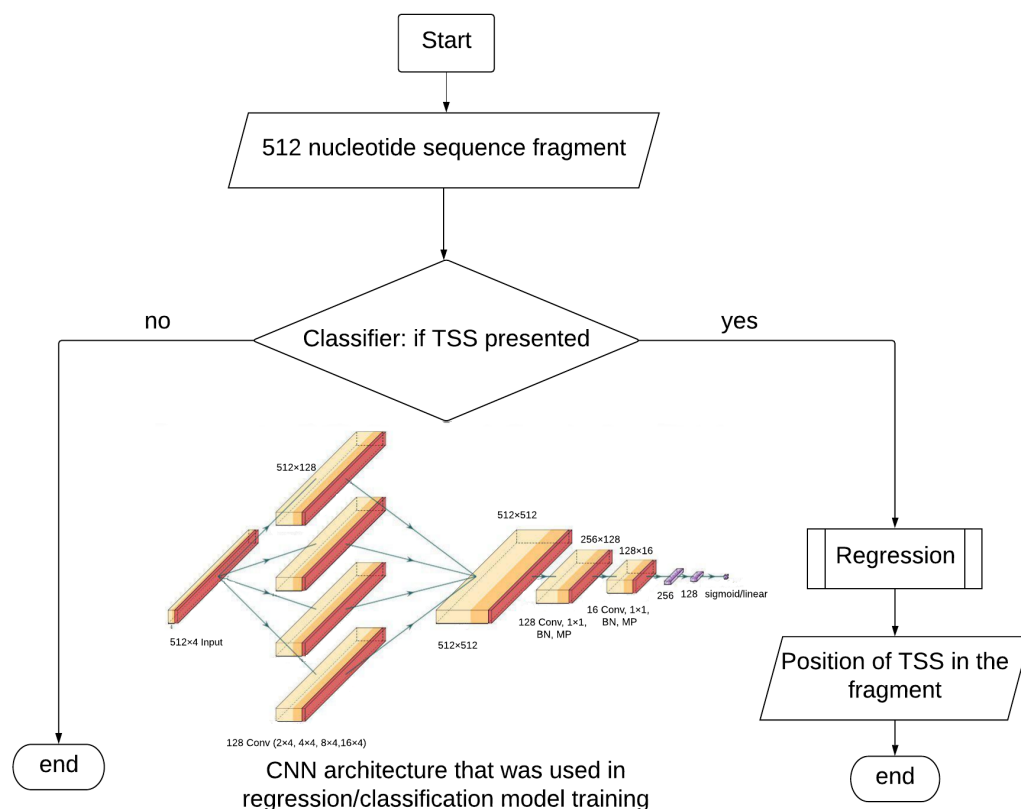 Start
512 nucleotide sequence fragment
Classifier: if TSS presented
no
yes
512×128
512×4 Input
128 Conv (2×4, 4×4, 8×4,16×4)
512×512
512×512
256×128
128 Conv, 1×1,
BN, MP
128×16
16 Conv, 1×1,
BN, MP
256
128
sigmoid/linear
CNN architecture that was used in
regression/classification model training
Regression
Position of TSS in the
fragment
end
end